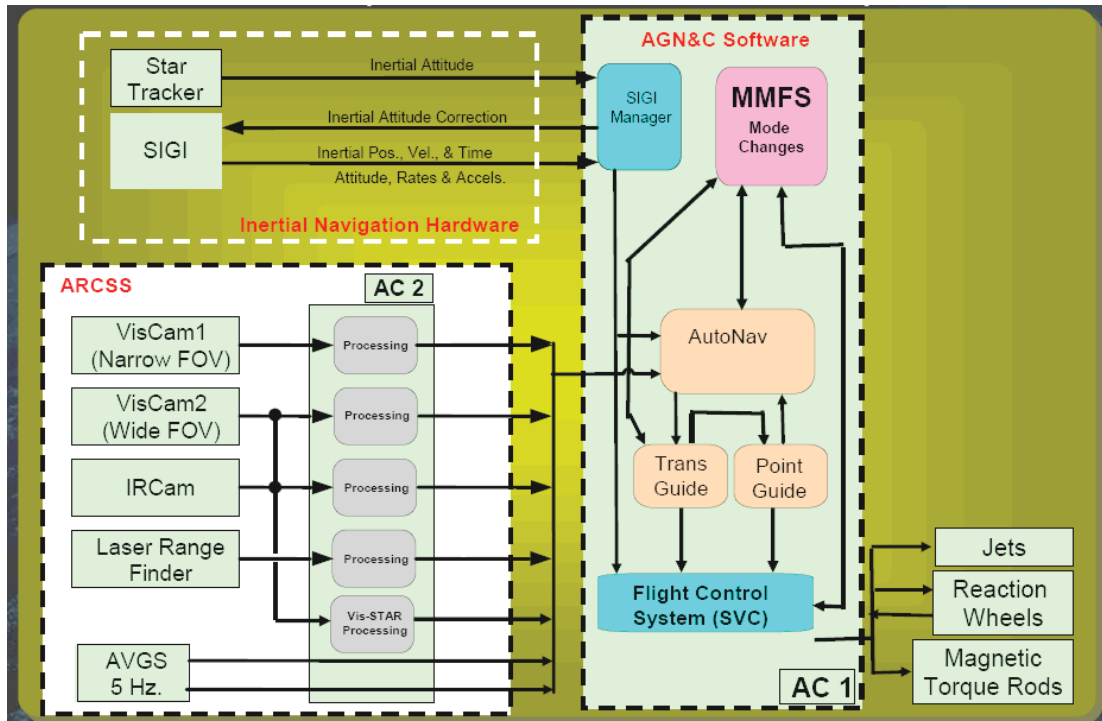 AGN&C Software
Star
Tracker
Inertial Attitude
SIGI
Manager
MMFS
Mode
Changes
Inertial Attitude Correction
SIGI
Inertial Pos., Vel., & Time
Attitude, Rates & Accels.
Inertial Navigation Hardware
ARCSS
AC 2
VisCam1
(Narrow FOV)
Processing
AutoNav
VisCam2
(Wide FOV)
Processing
IRCam
Processing
Trans
Guide
Point
Guide
Laser Range
Finder
Processing
Vis-STAR
Processing
Flight Control
System (SVC)
AVGS
5 Hz.
AC 1
Jets
Reaction
Wheels
Magnetic
Torque Rods